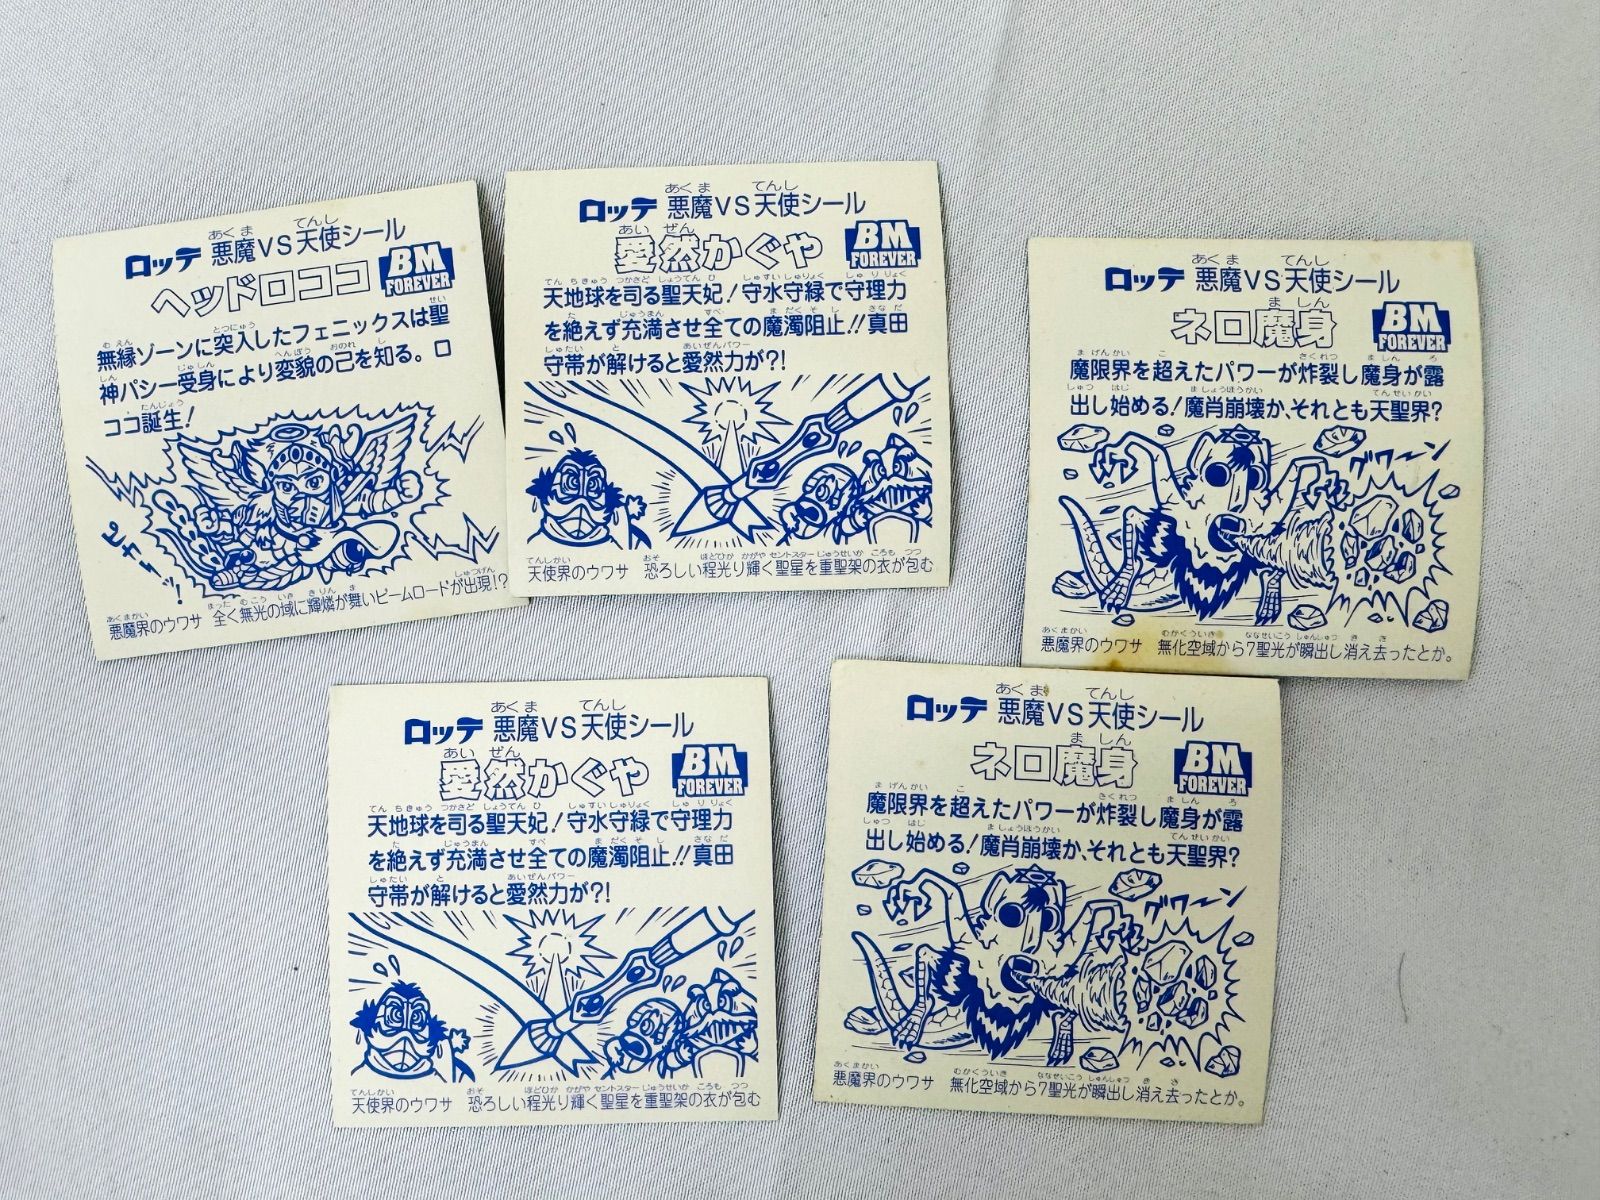 ロッテ 悪魔VS天使シール
ヘッドロココ
BM
FOREVER
無縁ゾーンに突入したフェニックスは聖
神パシー受身により変貌の己を知る。ロ
ココ誕生!
ピカーッ!!
悪魔界のウワサ 全く無光の域に輝燐が舞いビームロードが出現!?
ロッテ 悪魔VS天使シール
愛然かぐや
BM
FOREVER
天地球を司る聖天妃!守水守緑で守理力
を絶えず充満させ全ての魔濁阻止!!真田
守帯が解けると愛然力が?!
天使界のウワサ 恐ろしい程光り輝く聖星を重聖架の衣が包む
ロッテ 悪魔VS天使シール
ネロ魔身
BM
FOREVER
魔限界を超えたパワーが炸裂し魔身が露
出し始める!魔肖崩壊か、それとも天聖界?
グワーン
悪魔界のウワサ 無化空域から7聖光が瞬出し消え去ったとか。
ロッテ 悪魔VS天使シール
愛然かぐや
BM
FOREVER
天地球を司る聖天妃!守水守緑で守理力
を絶えず充満させ全ての魔濁阻止!!真田
守帯が解けると愛然力が?!
天使界のウワサ 恐ろしい程光り輝く聖星を重聖架の衣が包む
ロッテ 悪魔VS天使シール
ネロ魔身
BM
FOREVER
魔限界を超えたパワーが炸裂し魔身が露
出し始める!魔肖崩壊か、それとも天聖界?
グワーン
悪魔界のウワサ 無化空域から7聖光が瞬出し消え去ったとか。